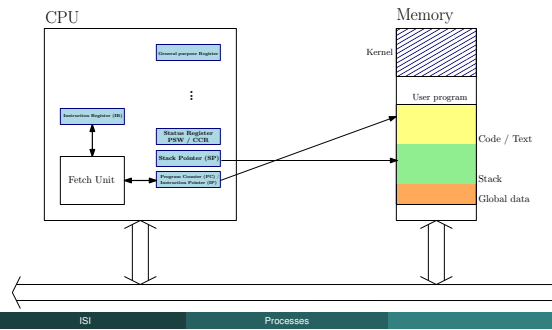 CPU
Memory
General purpose Register
Kernel
⋮
User program
Instruction Register (IR)
Status Register
PSW / CCR
Code / Text
Stack Pointer (SP)
Fetch Unit
Program Counter (PC) /
Instruction Pointer (IP)
Stack
Global data
ISI
Processes